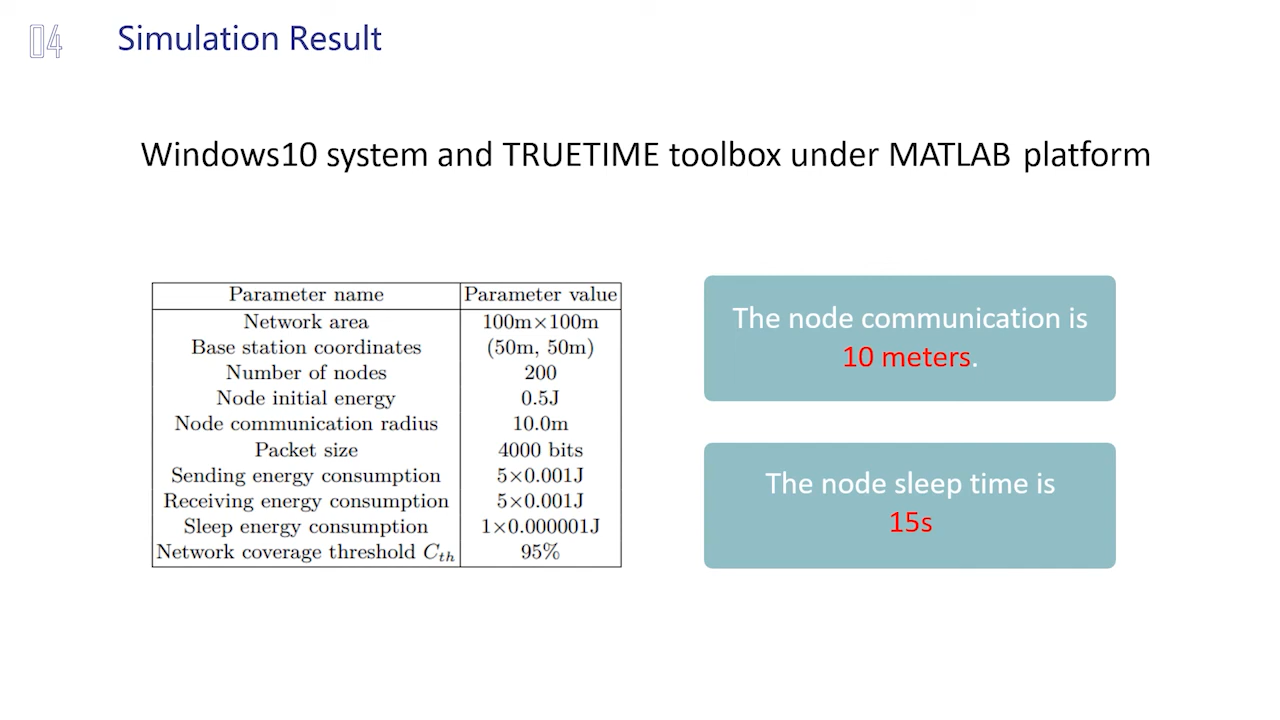 04
Simulation Result
Windows10 system and TRUETIME toolbox under MATLAB platform
Parameter name Parameter value
Network area 100m×100m
Base station coordinates (50m, 50m)
Number of nodes 200
Node initial energy 0.5J
Node communication radius 10.0m
Packet size 4000 bits
Sending energy consumption 5×0.001J
Receiving energy consumption 5×0.001J
Sleep energy consumption 1×0.000001J
Network coverage threshold C_th 95%
The node communication is
10 meters.
The node sleep time is
15s